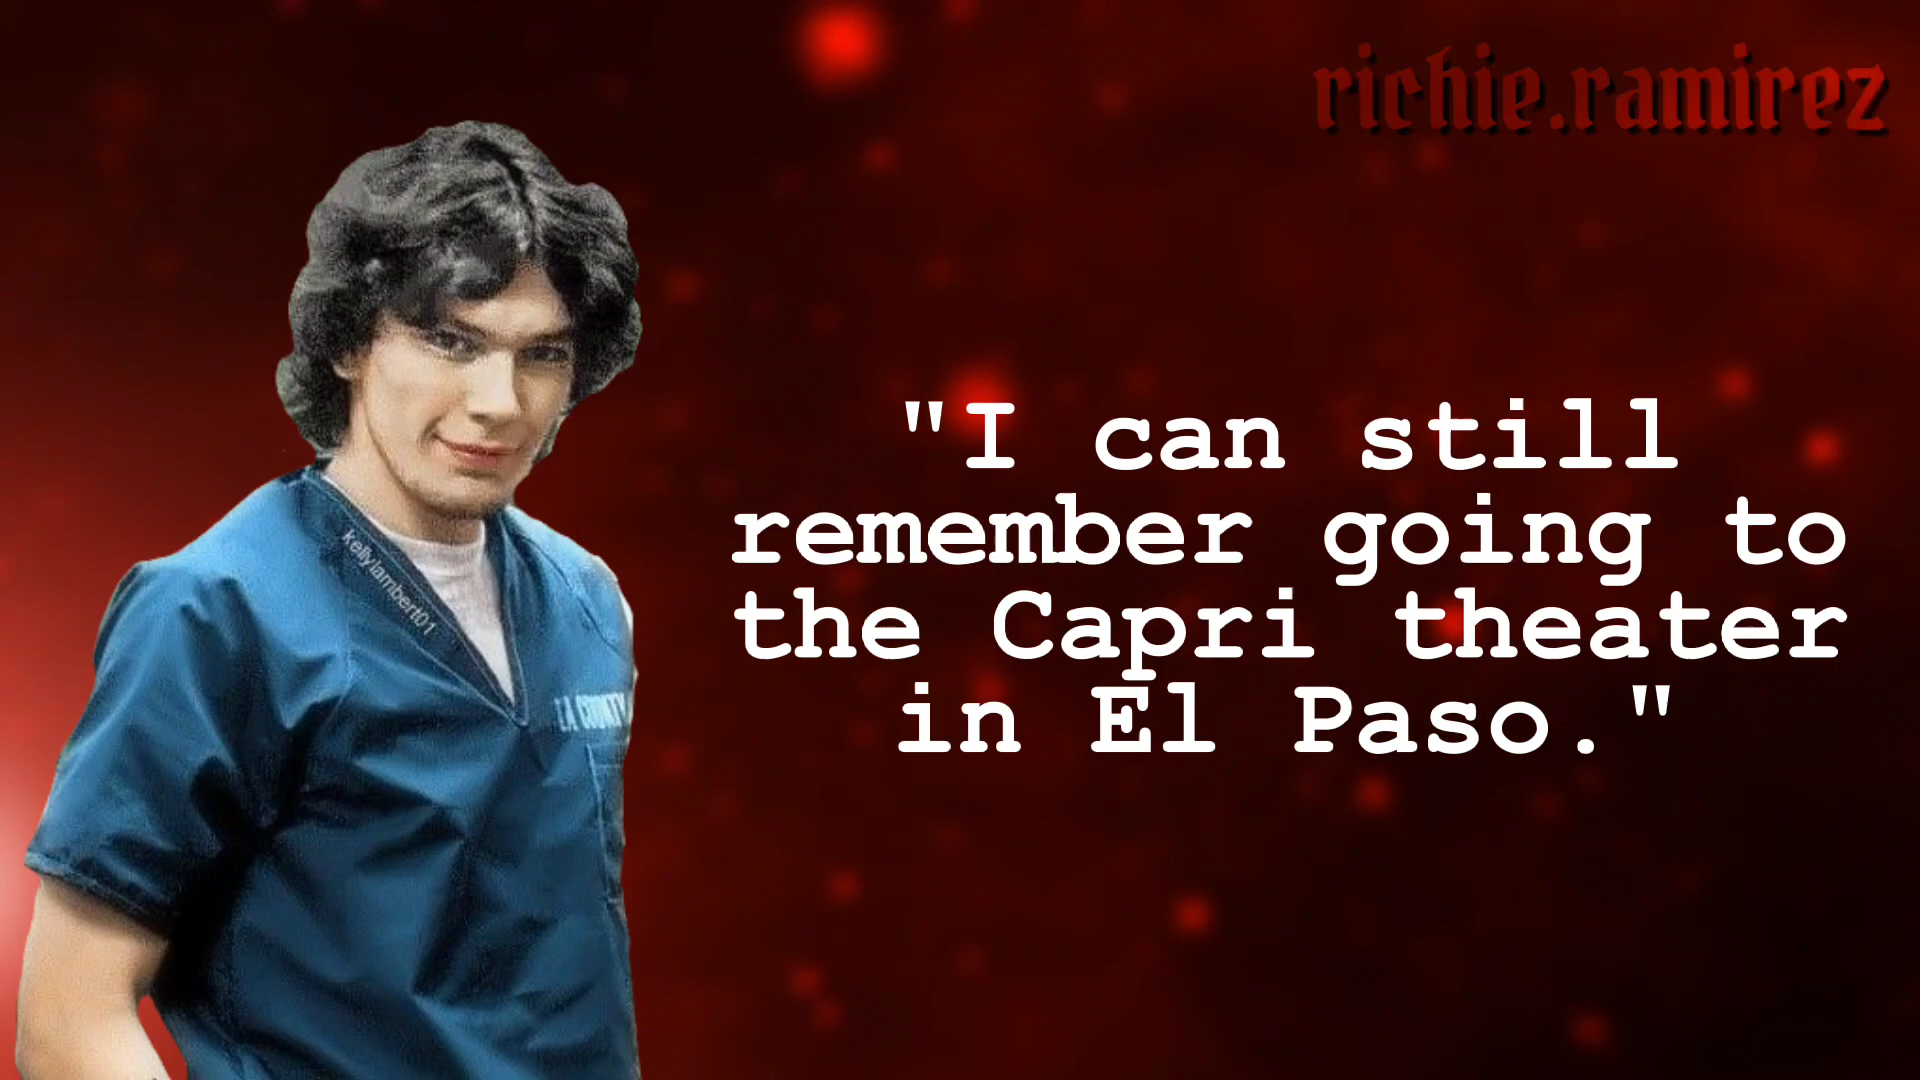 richie.ramirez
"I can still
remember going to
the Capri theater
in El Paso."
kellylambert01
LA COUNTY